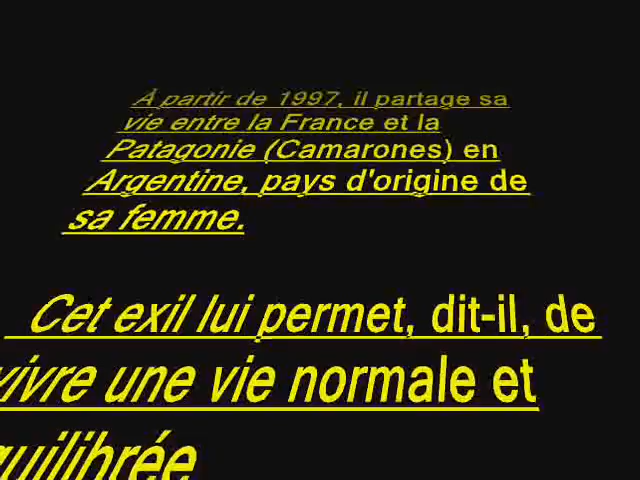 À partir de 1997, il partage sa
vie entre la France et la
Patagonie (Camarones) en
Argentine, pays d'origine de
sa femme.
Cet exil lui permet, dit-il, de
vivre une vie normale et